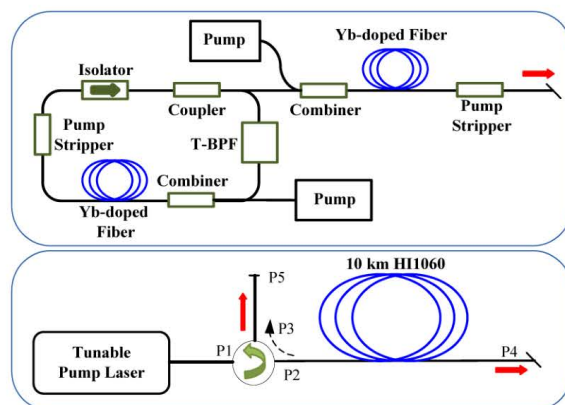 Pump
Yb-doped Fiber
Isolator
Coupler
Combiner
Pump
Stripper
Pump
Stripper
T-BPF
Combiner
Yb-doped
Fiber
Pump
10 km HI1060
P5
P3
P1
P2
P4
Tunable
Pump Laser